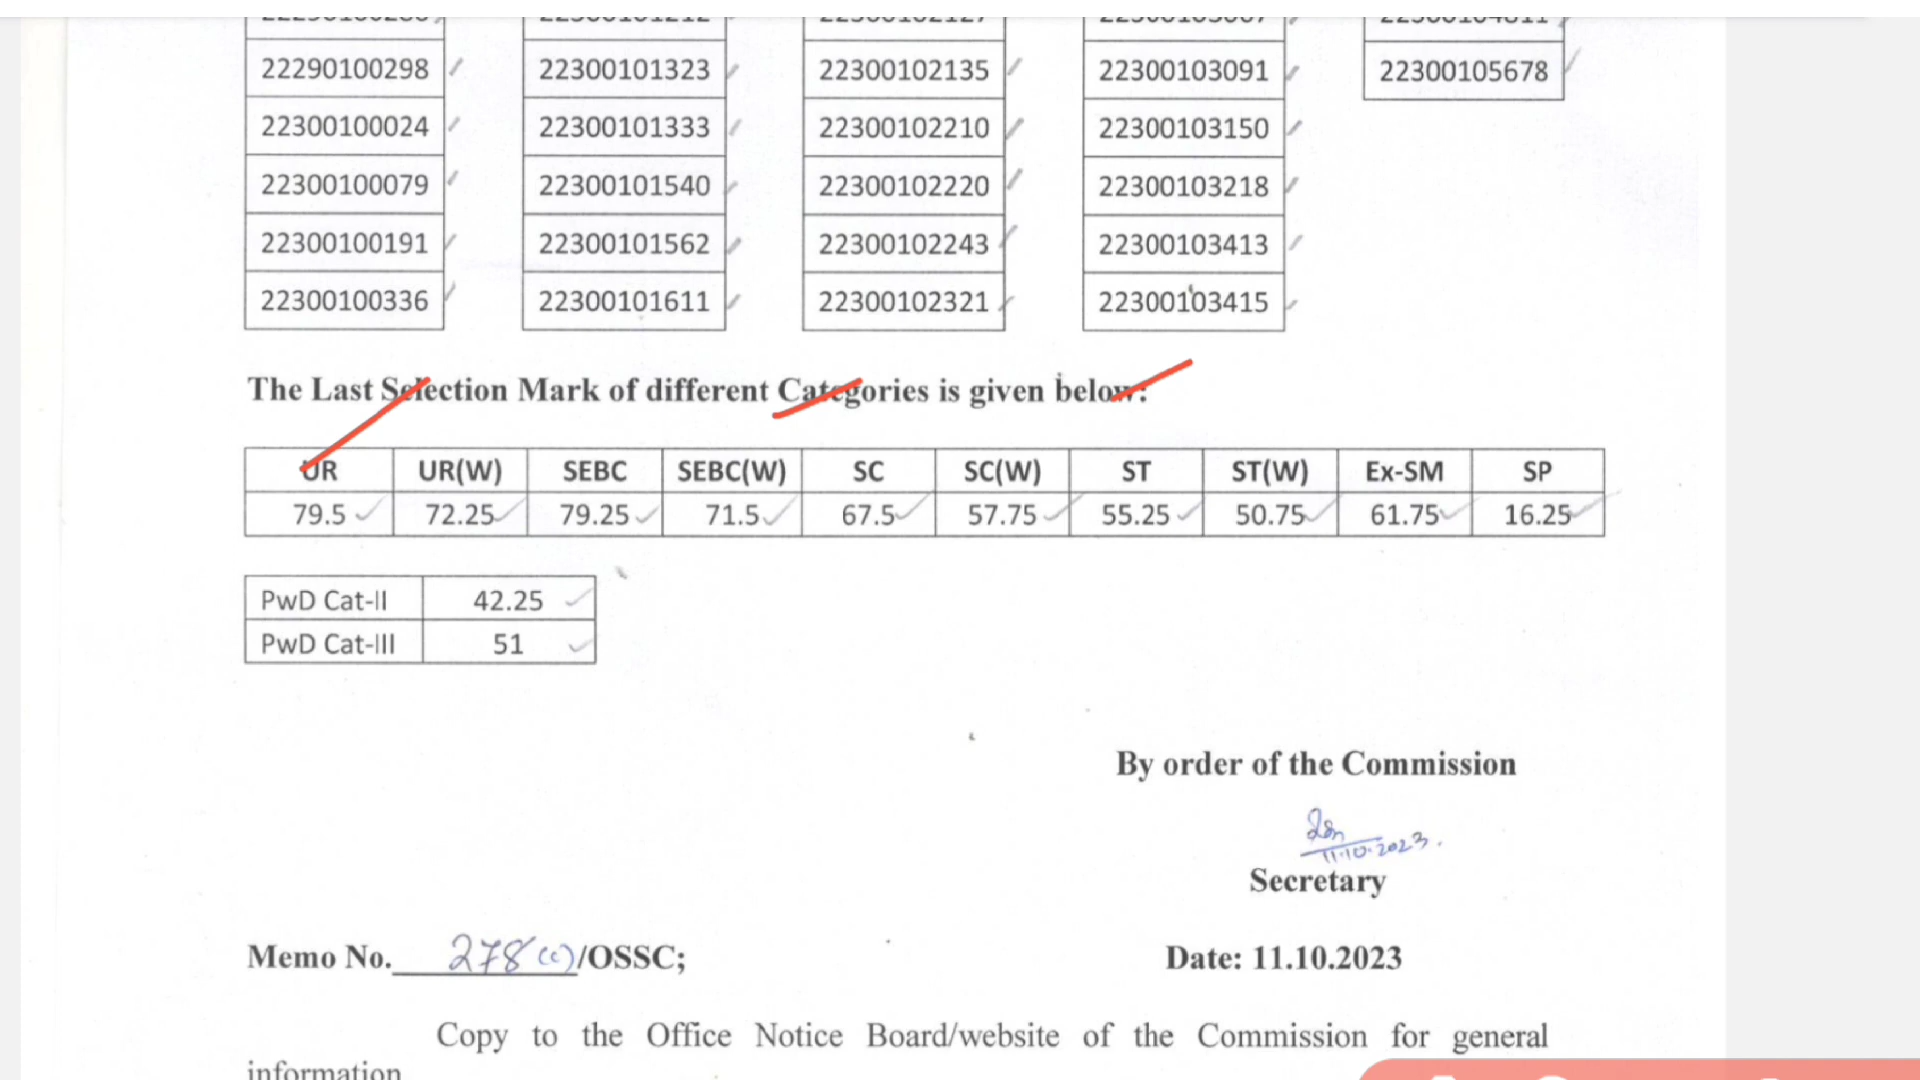 22290100298 22300101323 22300102135 22300103091 22300105678
22300100024 22300101333 22300102210 22300103150
22300100079 22300101540 22300102220 22300103218
22300100191 22300101562 22300102243 22300103413
22300100336 22300101611 22300102321 22300103415
The Last Selection Mark of different Categories is given below:
UR UR(W) SEBC SEBC(W) SC SC(W) ST ST(W) Ex-SM SP
79.5 72.25 79.25 71.5 67.5 57.75 55.25 50.75 61.75 16.25
PwD Cat-II 42.25
PwD Cat-III 51
By order of the Commission
11.10.2023.
Secretary
Memo No. 278(c)/OSSC; Date: 11.10.2023
Copy to the Office Notice Board/website of the Commission for general
information